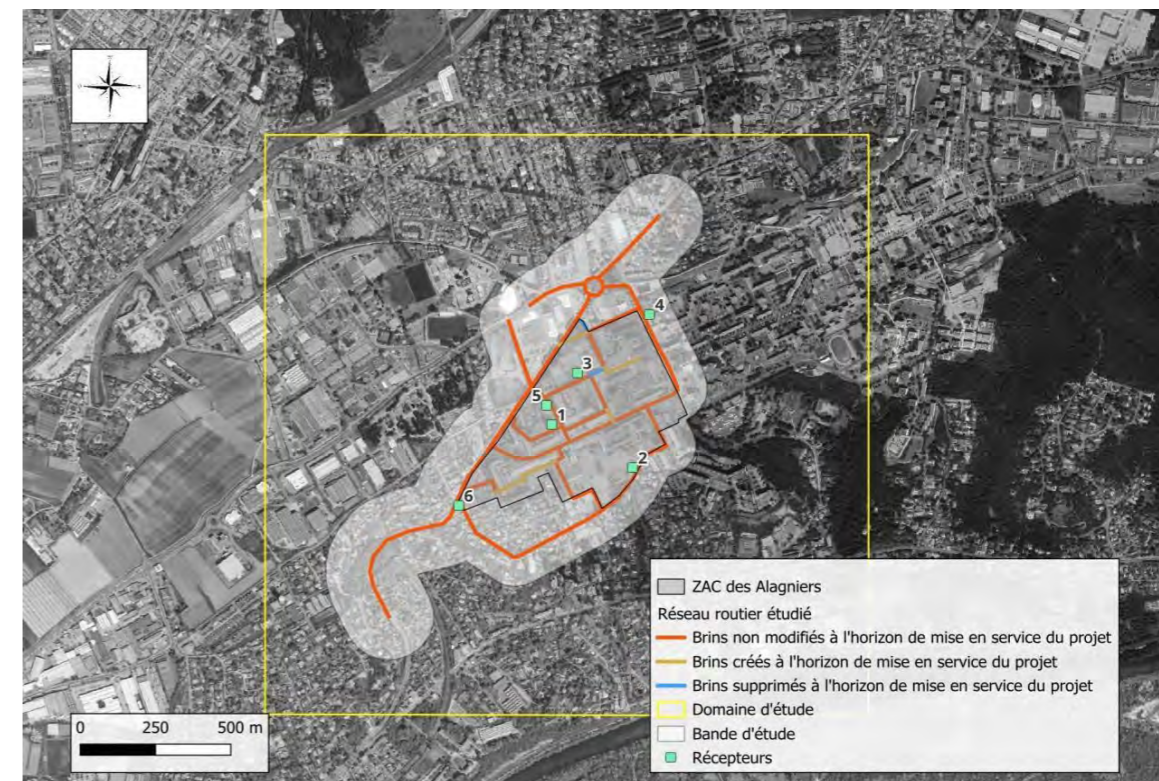 4
3
5
1
2
6
ZAC des Alagniers
Réseau routier étudié
Brins non modifiés à l'horizon de mise en service du projet
Brins créés à l'horizon de mise en service du projet
Brins supprimés à l'horizon de mise en service du projet
Domaine d'étude
Bande d'étude
Récepteurs
0 250 500 m